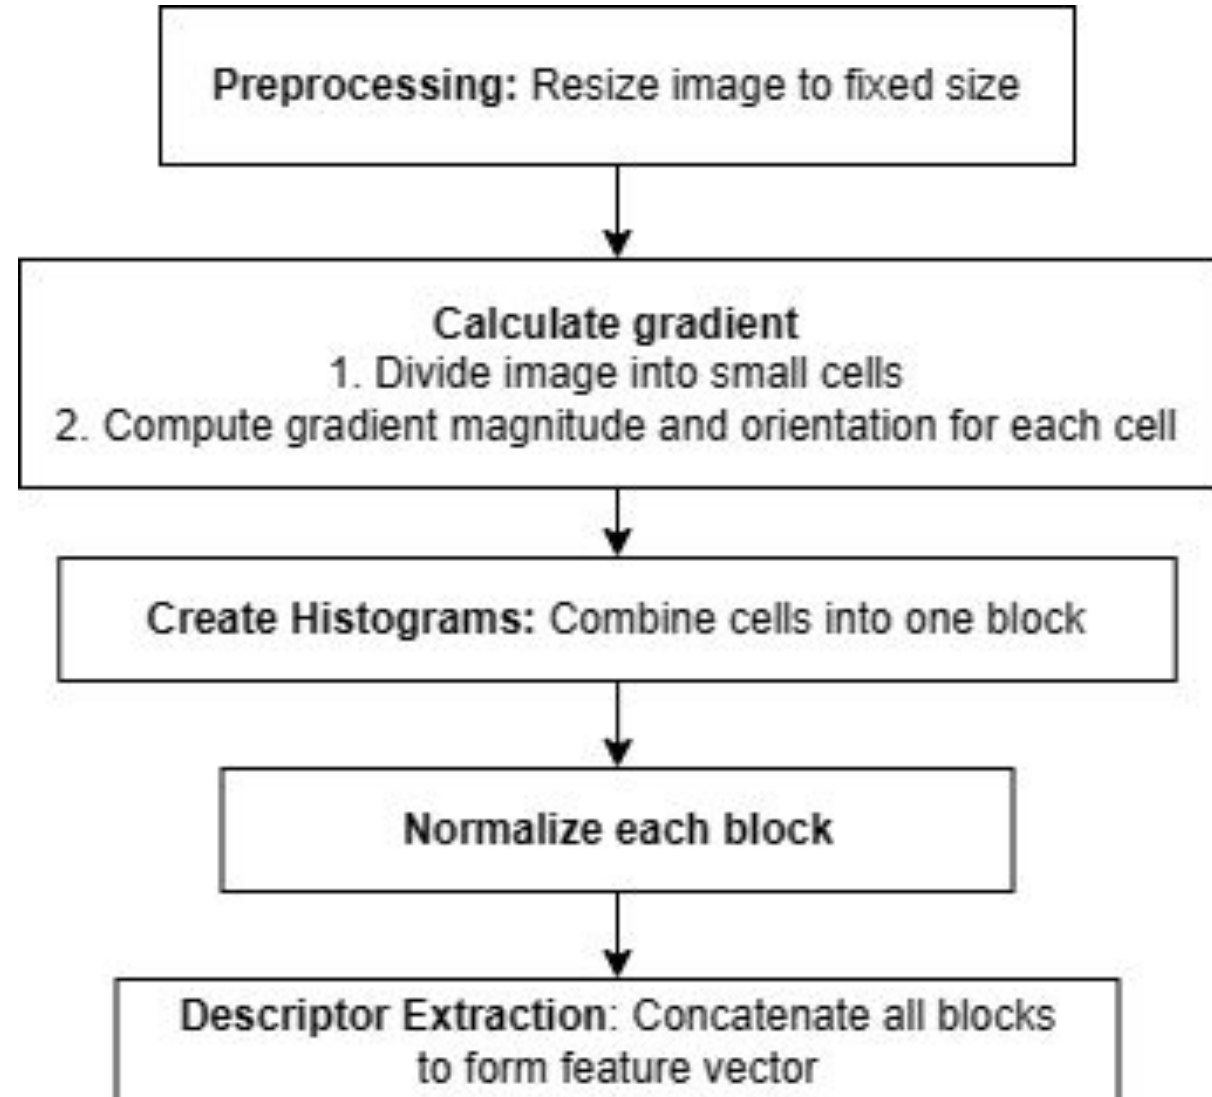 Preprocessing: Resize image to fixed size
Calculate gradient
1. Divide image into small cells
2. Compute gradient magnitude and orientation for each cell
Create Histograms: Combine cells into one block
Normalize each block
Descriptor Extraction: Concatenate all blocks
to form feature vector